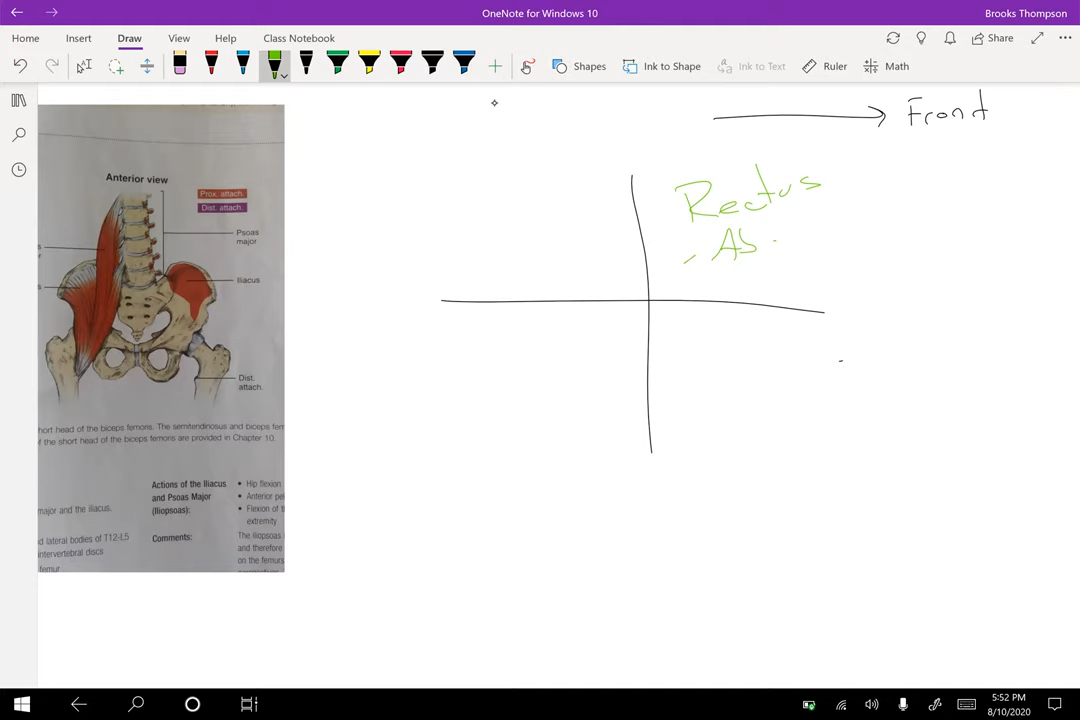 OneNote for Windows 10
Brooks Thompson
Home Insert Draw View Help Class Notebook
Share
Shapes Ink to Shape Ink to Text Ruler Math
Front
Rectus
Ab
Anterior view
Prox. attach.
Dist. attach.
Psoas
major
Iliacus
Dist.
attach.
hort head of the biceps femoris. The semitendinosus and biceps fem
f the short head of the biceps femoris are provided in Chapter 10.
Actions of the Iliacus • Hip flexion
and Psoas Major • Anterior pel
(Iliopsoas): • Flexion of t
extremity
major and the iliacus.
d lateral bodies of T12-L5 Comments: The iliopsoas
intervertebral discs and therefore
femur on the femurs
5:52 PM
8/10/2020